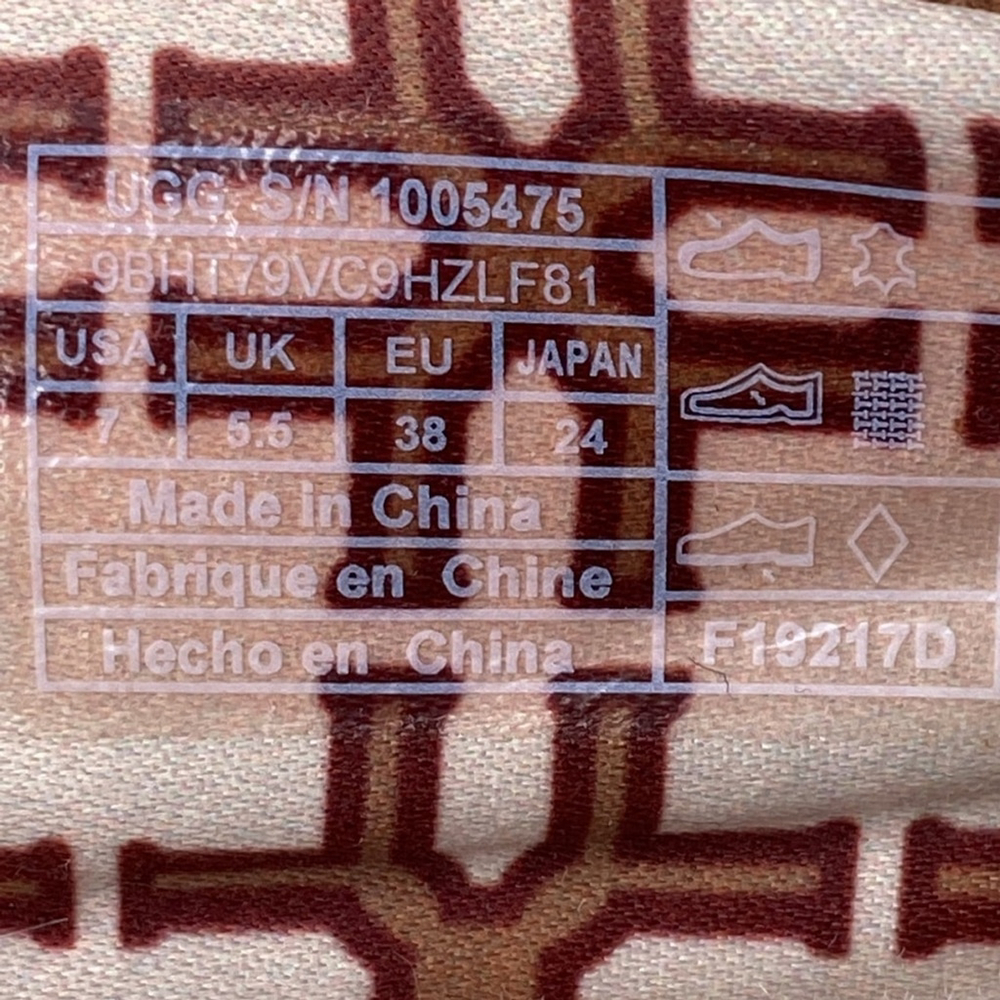 UGG S/N 1005475
9BHT79VC9HZLF81
USA UK EU JAPAN
7 5.5 38 24
Made in China
Fabrique en Chine
Hecho en China
F19217D